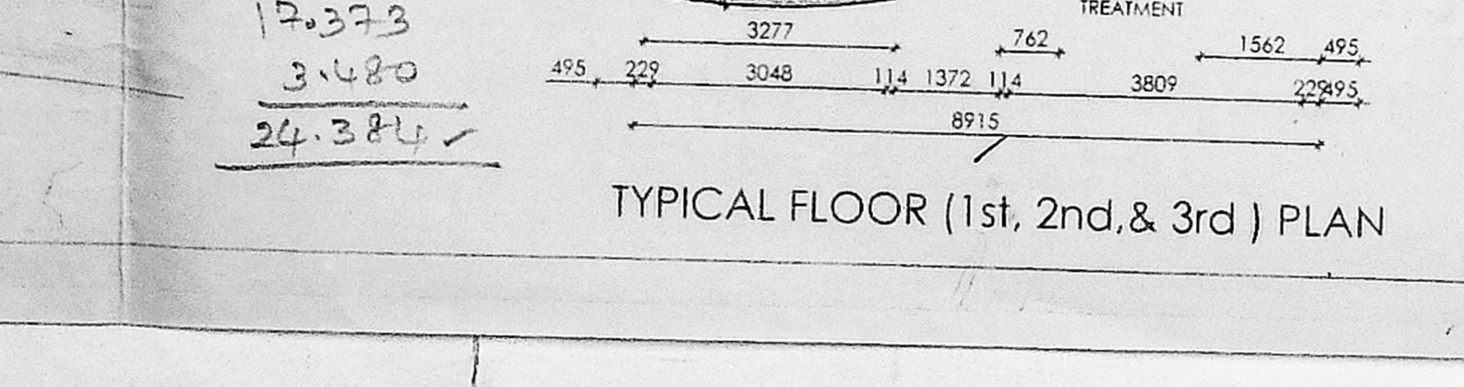 TREATMENT
17.373
3277
762
1562 495
3.480
495 229 3048 114 1372 114 3809 229 495
24.384 ✓
8915
TYPICAL FLOOR (1st, 2nd,& 3rd ) PLAN